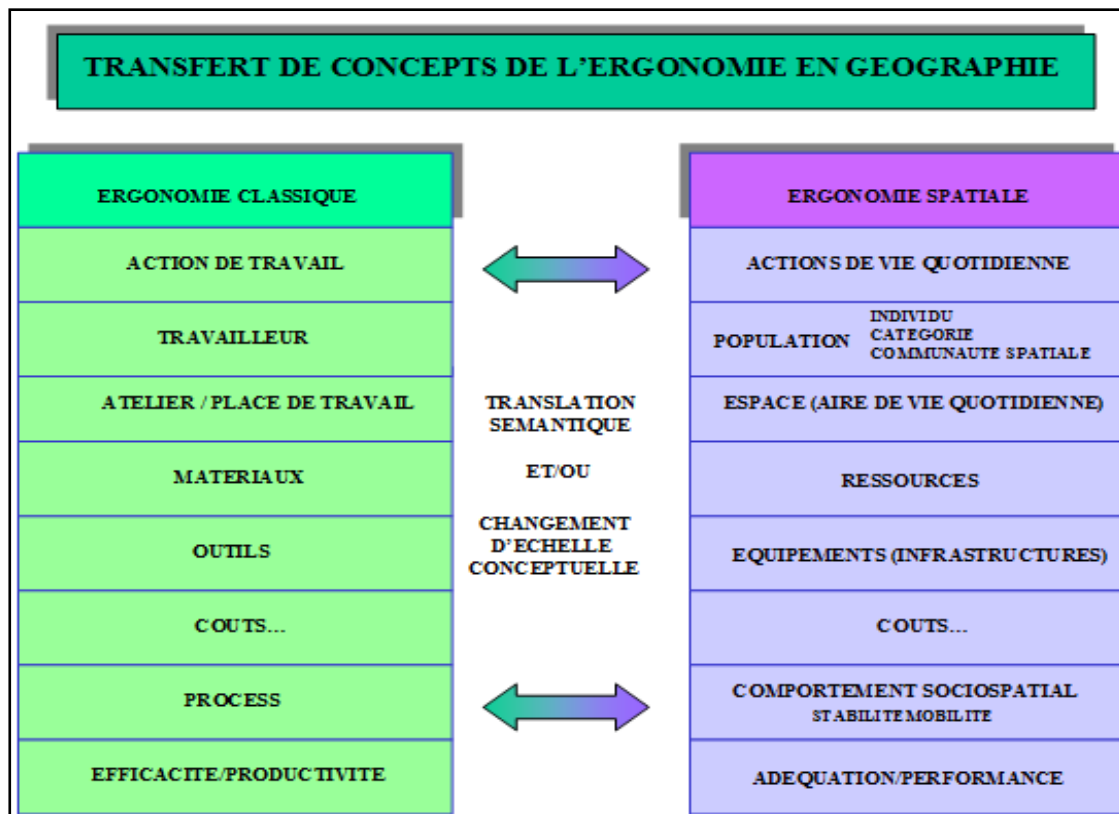 TRANSFERT DE CONCEPTS DE L'ERGONOMIE EN GEOGRAPHIE
ERGONOMIE CLASSIQUE
ACTION DE TRAVAIL
TRAVAILLEUR
ATELIER / PLACE DE TRAVAIL
MATERIAUX
OUTILS
COUTS...
PROCESS
EFFICACITE/PRODUCTIVITE
TRANSLATION
SEMANTIQUE
ET/OU
CHANGEMENT
D'ECHELLE
CONCEPTUELLE
ERGONOMIE SPATIALE
ACTIONS DE VIE QUOTIDIENNE
POPULATION
INDIVIDU
CATEGORIE
COMMUNAUTE SPATIALE
ESPACE (AIRE DE VIE QUOTIDIENNE)
RESSOURCES
EQUIPEMENTS (INFRASTRUCTURES)
COUTS...
COMPORTEMENT SOCIOSPATIAL
STABILITE MOBILITE
ADEQUATION/PERFORMANCE